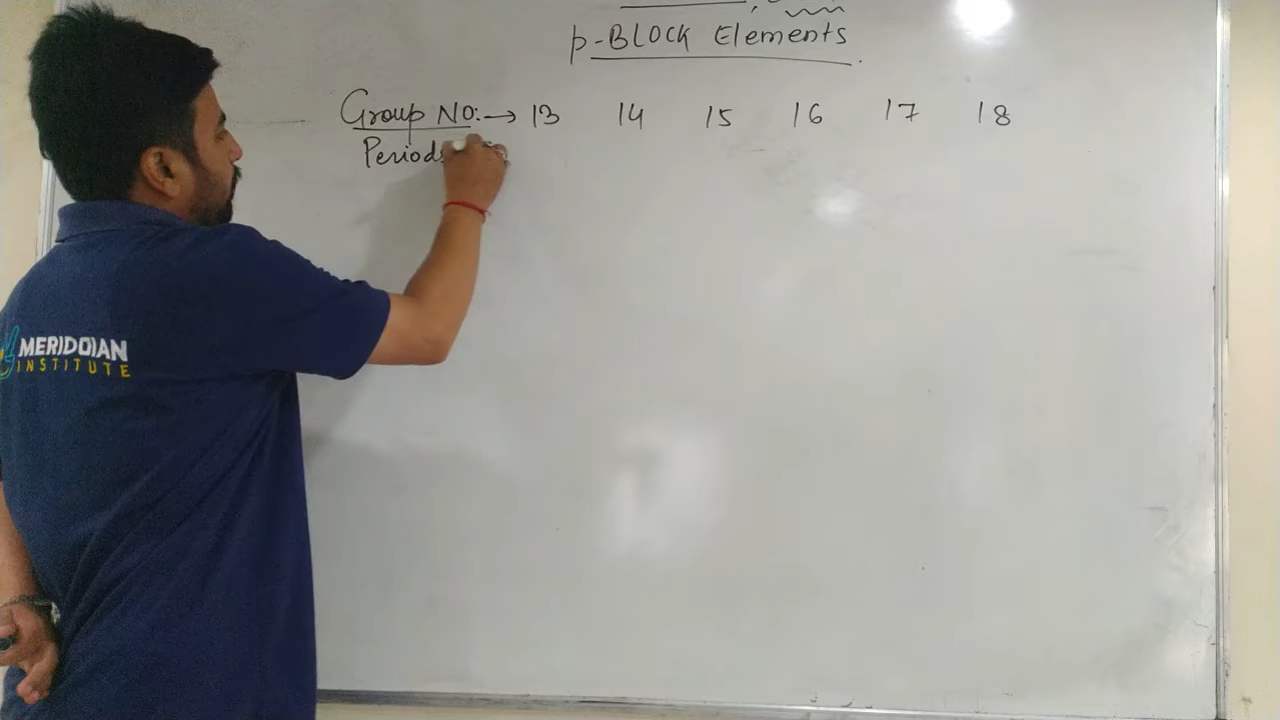 p-BLOCK Elements
Group NO:→ 13 14 15 16 17 18
Periods
MERIDOIAN
INSTITUTE